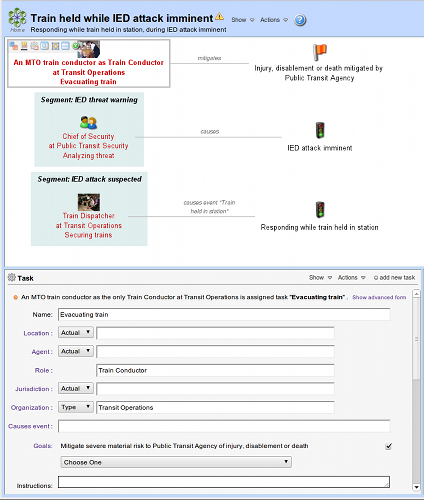 Train held while IED attack imminent
Show Actions
Home
Responding while train held in station, during IED attack imminent
An MTO train conductor as Train Conductor
at Transit Operations
Evacuating train
mitigates
Injury, disablement or death mitigated by
Public Transit Agency
Segment: IED threat warning
Chief of Security
at Public Transit Security
Analyzing threat
causes
IED attack imminent
Segment: IED attack suspected
Train Dispatcher
at Transit Operations
Securing trains
causes event "Train
held in station"
Responding while train held in station
Task
Show Actions add new task
An MTO train conductor as the only Train Conductor at Transit Operations is assigned task "Evacuating train" . Show advanced form
Name: Evacuating train
Location : Actual
Agent : Actual
Role : Train Conductor
Jurisdiction : Actual
Organization : Type Transit Operations
Causes event :
Goals: Mitigate severe material risk to Public Transit Agency of injury, disablement or death
Choose One
Instructions: